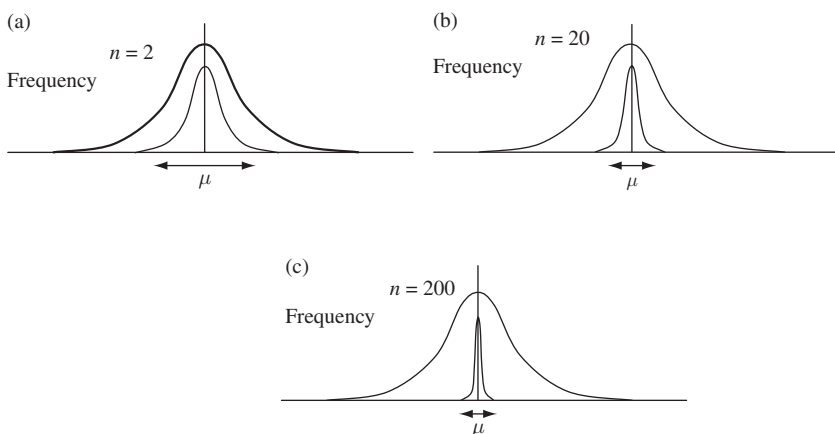 (a)
n = 2
Frequency
μ
(b)
n = 20
Frequency
μ
(c)
n = 200
Frequency
μ